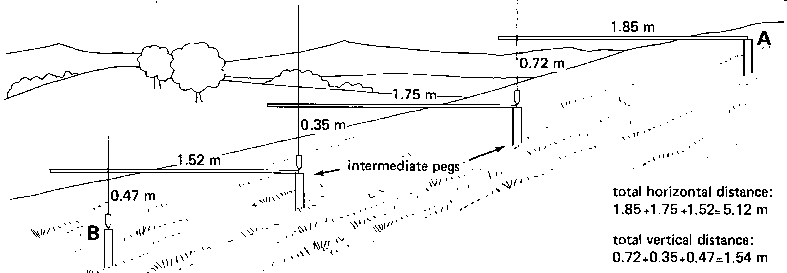 1.85 m
A
0.72 m
1.75 m
0.35 m
1.52 m
intermediate pegs
0.47 m
B
total horizontal distance:
1.85+1.75+1.52=5.12 m
total vertical distance:
0.72+0.35+0.47=1.54 m